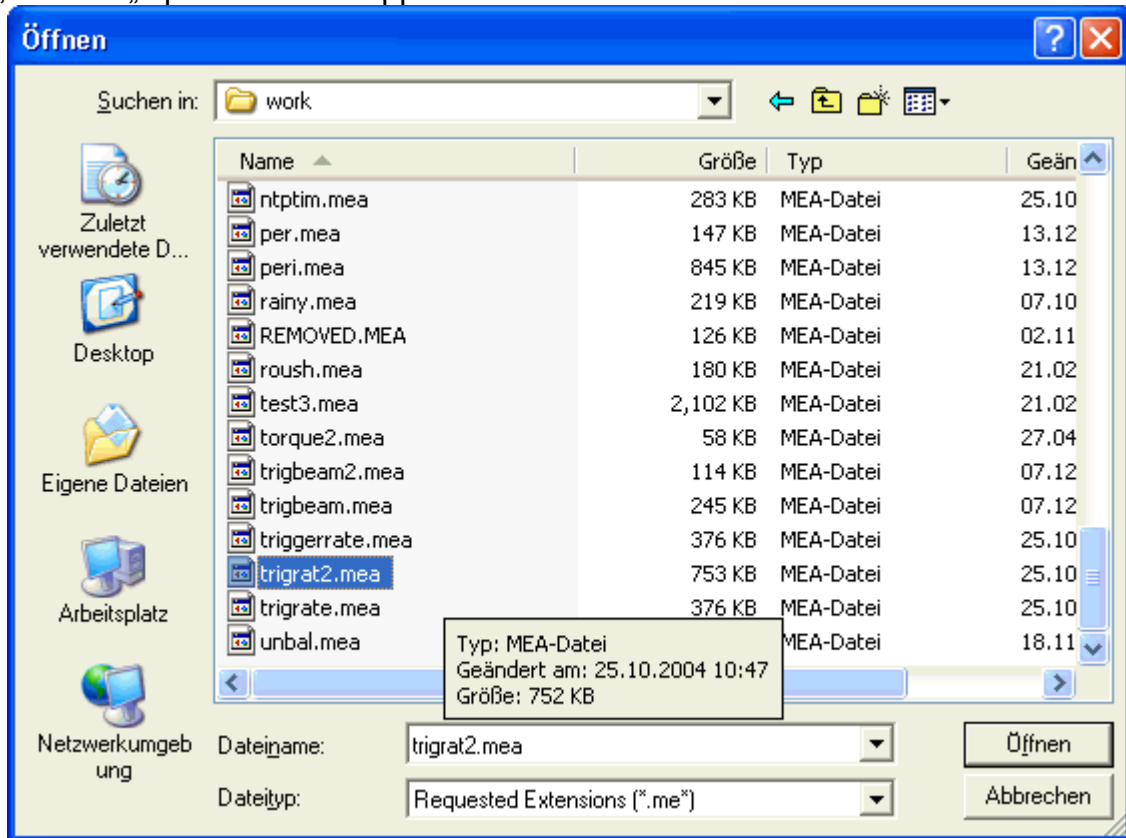 Öffnen
Suchen in: work
Name Größe Typ Geän
ntptim.mea 283 KB MEA-Datei 25.10
per.mea 147 KB MEA-Datei 13.12
peri.mea 845 KB MEA-Datei 13.12
rainy.mea 219 KB MEA-Datei 07.10
REMOVED.MEA 126 KB MEA-Datei 02.11
roush.mea 180 KB MEA-Datei 21.02
test3.mea 2,102 KB MEA-Datei 21.02
torque2.mea 58 KB MEA-Datei 27.04
trigbeam2.mea 114 KB MEA-Datei 07.12
trigbeam.mea 245 KB MEA-Datei 07.12
triggerrate.mea 376 KB MEA-Datei 25.10
trigrat2.mea 753 KB MEA-Datei 25.10
trigrate.mea 376 KB MEA-Datei 25.10
unbal.mea MEA-Datei 18.11
Typ: MEA-Datei
Geändert am: 25.10.2004 10:47
Größe: 752 KB
Zuletzt
verwendete D...
Desktop
Eigene Dateien
Arbeitsplatz
Netzwerkumgeb
ung
Dateiname: trigrat2.mea Öffnen
Dateityp: Requested Extensions (*.me*) Abbrechen